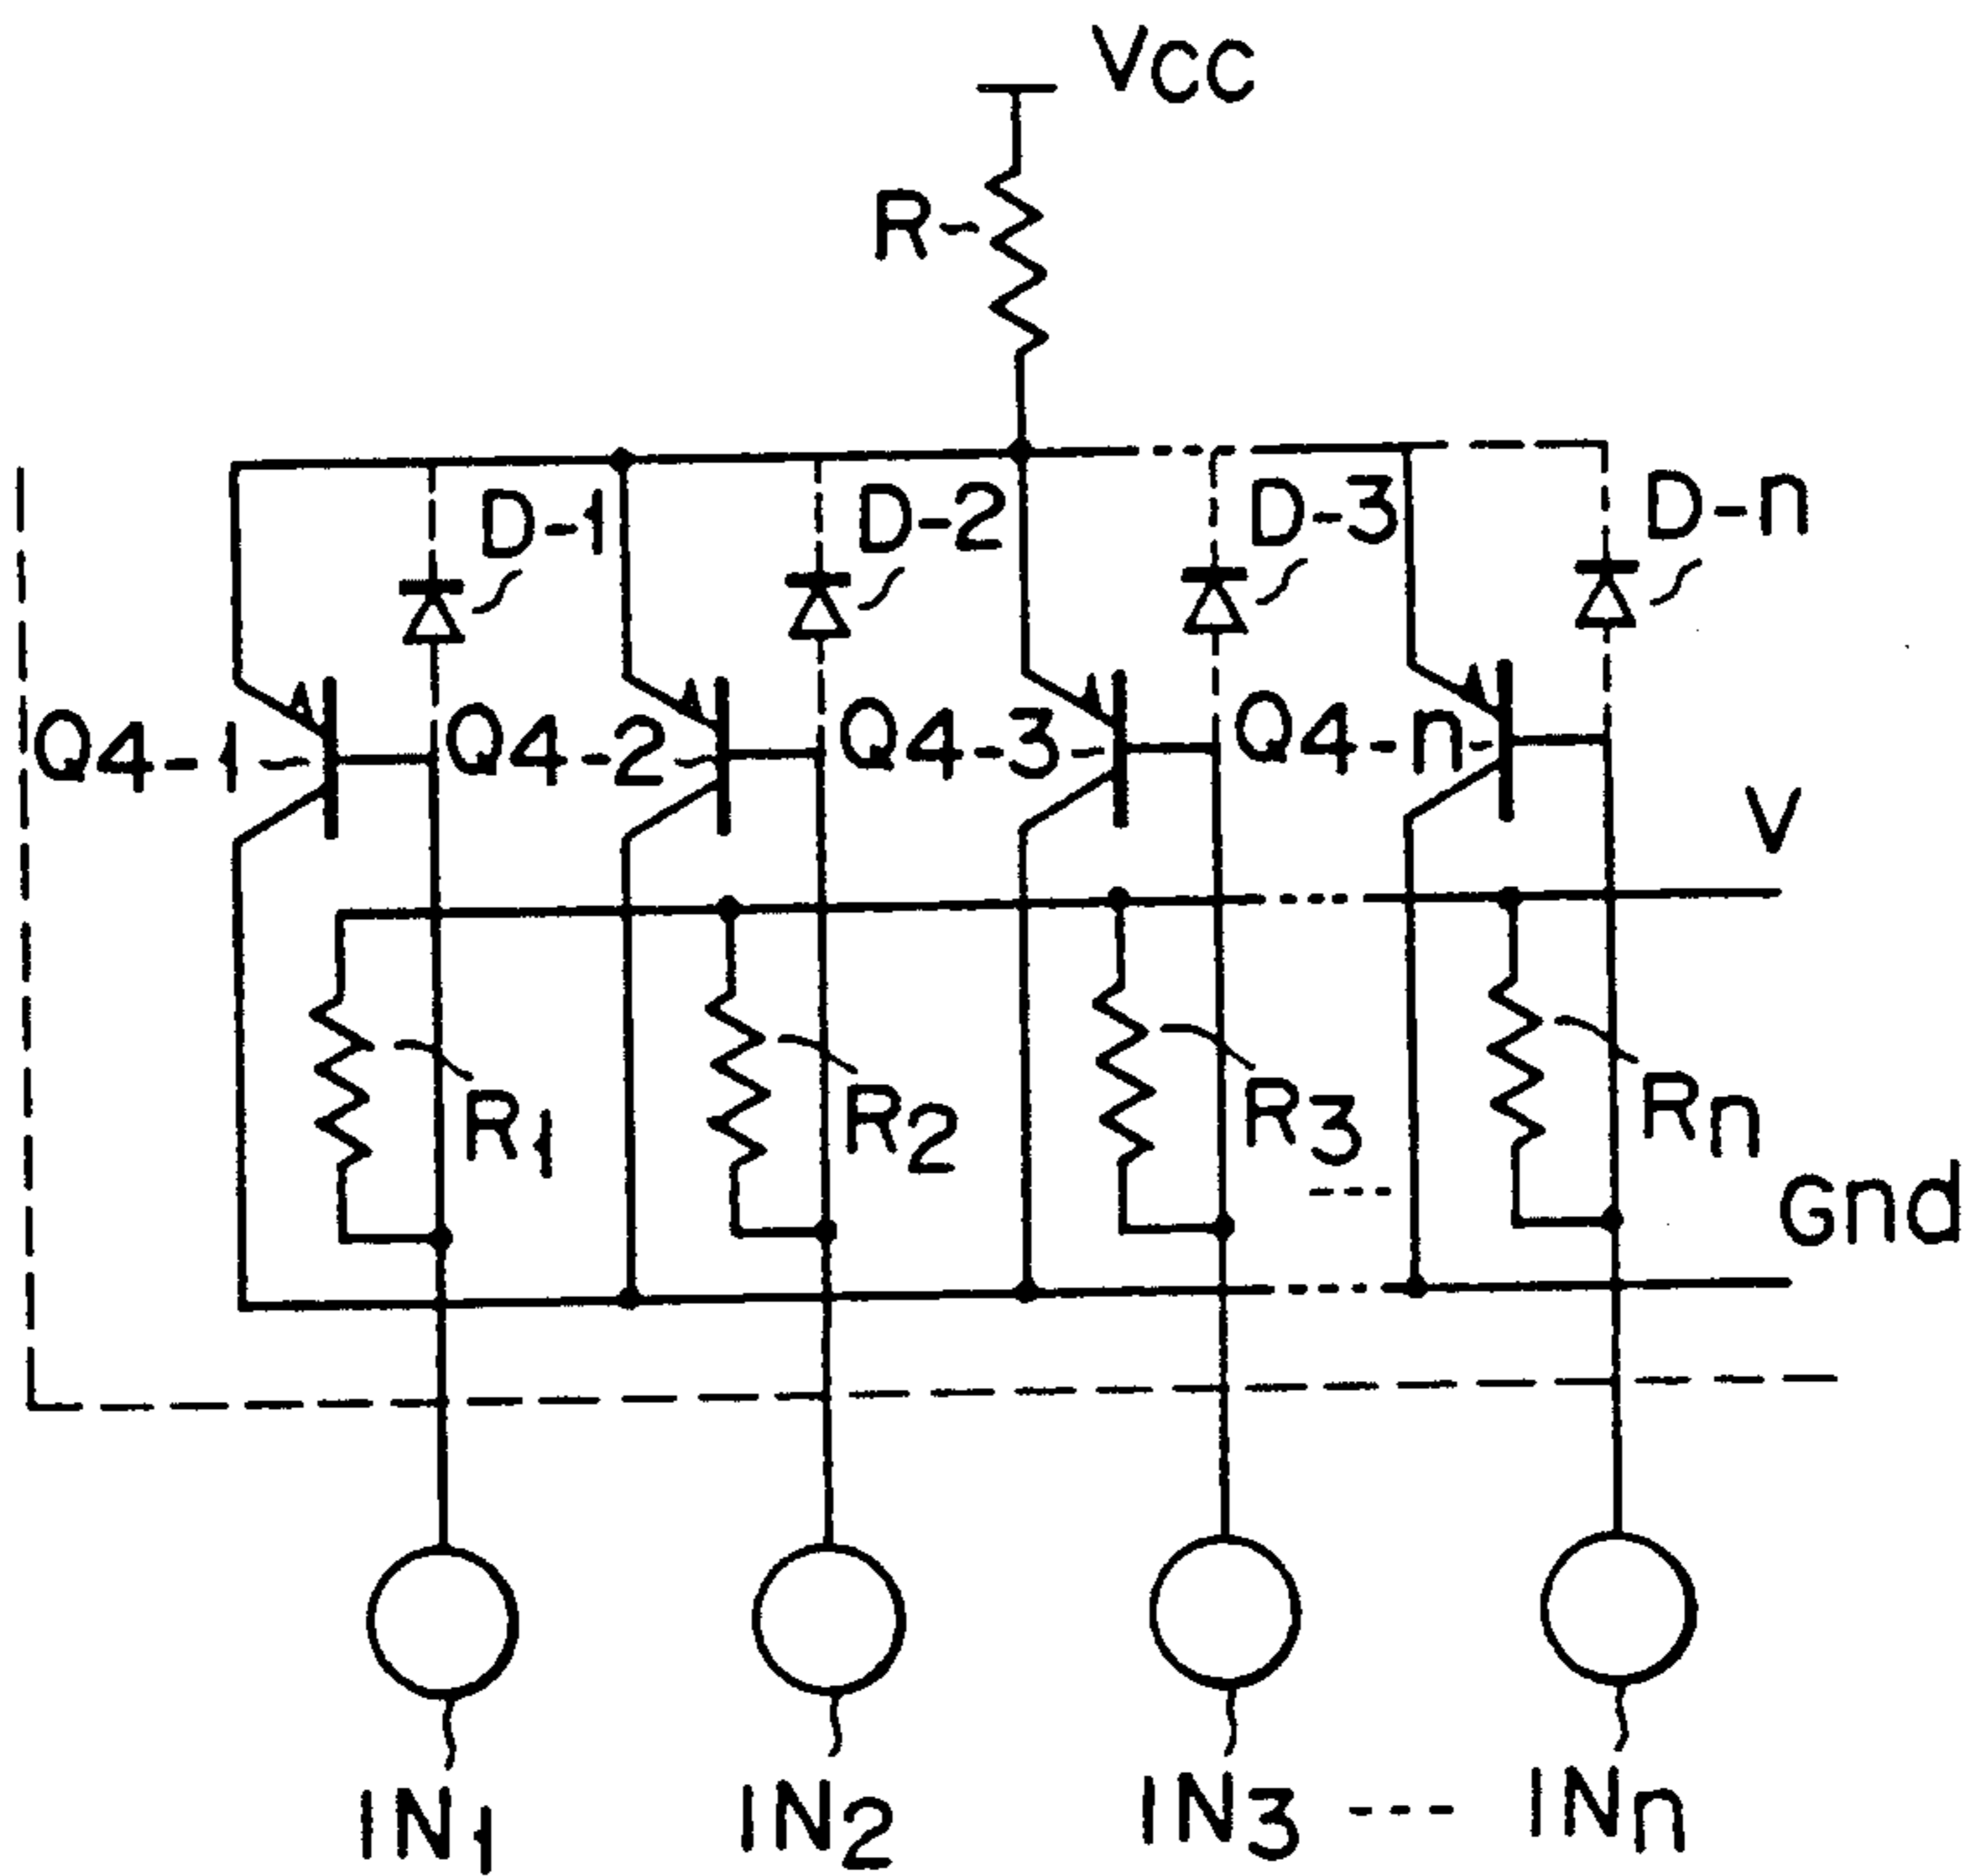 VCC
R
D-1 D-2 D-3 D-n
Q4-1 Q4-2 Q4-3 Q4-n
V
R1 R2 R3 ---- Rn
Gnd
IN1 IN2 IN3 --- INn